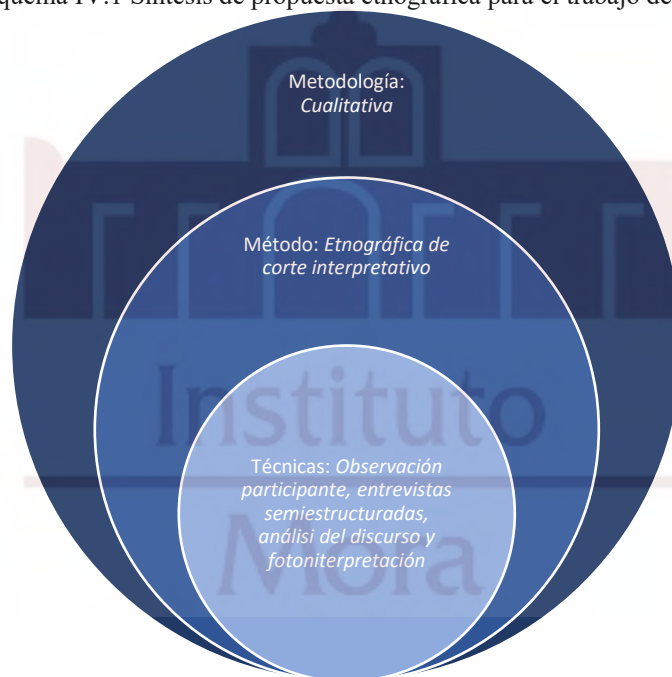 quema IV.1 Síntesis de propuesta etnográfica para el trabajo de
Metodología:
Cualitativa
Método: Etnográfica de
corte interpretativo
Instituto
Técnicas: Observación
participante, entrevistas
semiestructuradas,
análisi del discurso y
fotoniterpretación
Mora